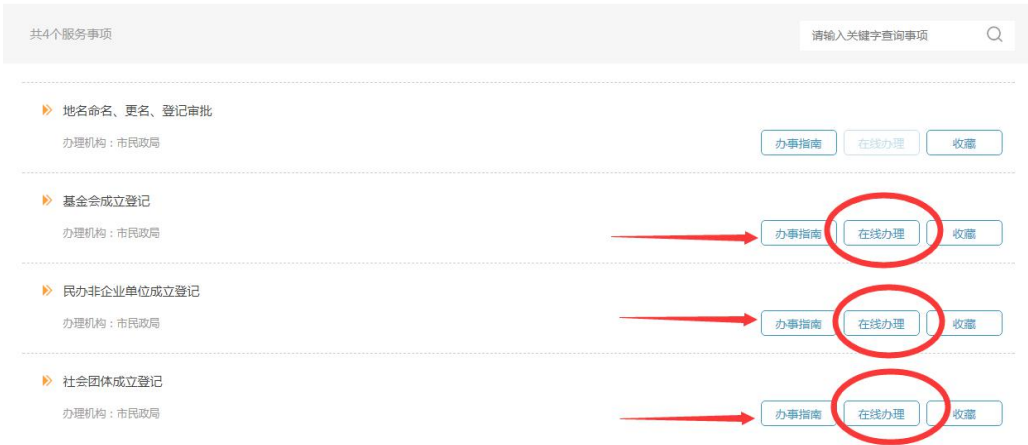 共4个服务事项
请输入关键字查询事项
地名命名、更名、登记审批
办理机构：市民政局
办事指南 在线办理 收藏
基金会成立登记
办理机构：市民政局
办事指南 在线办理 收藏
民办非企业单位成立登记
办理机构：市民政局
办事指南 在线办理 收藏
社会团体成立登记
办理机构：市民政局
办事指南 在线办理 收藏